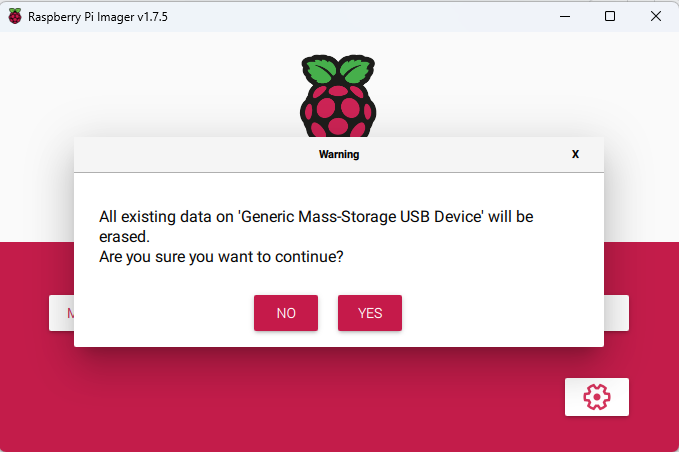 Raspberry Pi Imager v1.7.5
Warning
X
All existing data on 'Generic Mass-Storage USB Device' will be
erased.
Are you sure you want to continue?
NO YES